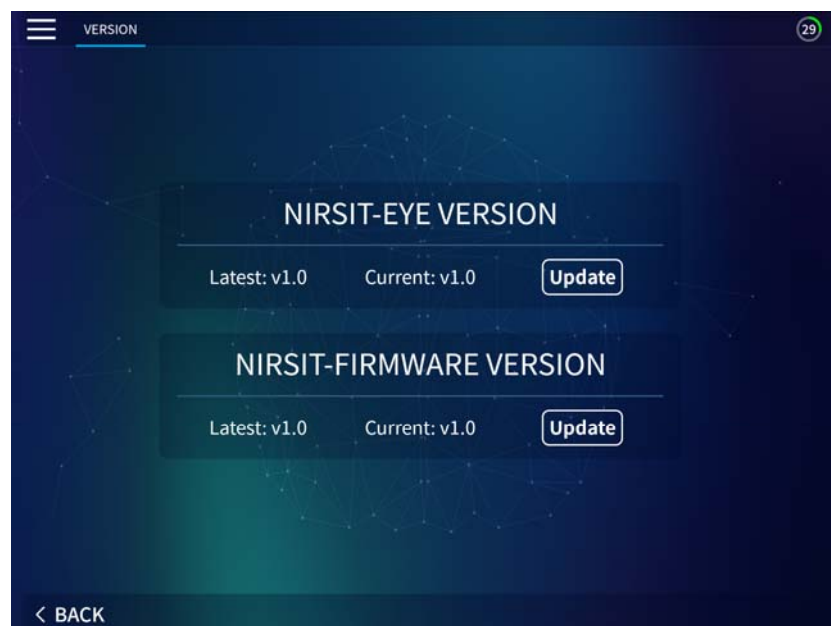 VERSION
29
NIRSIT-EYE VERSION
Latest: v1.0 Current: v1.0 Update
NIRSIT-FIRMWARE VERSION
Latest: v1.0 Current: v1.0 Update
< BACK